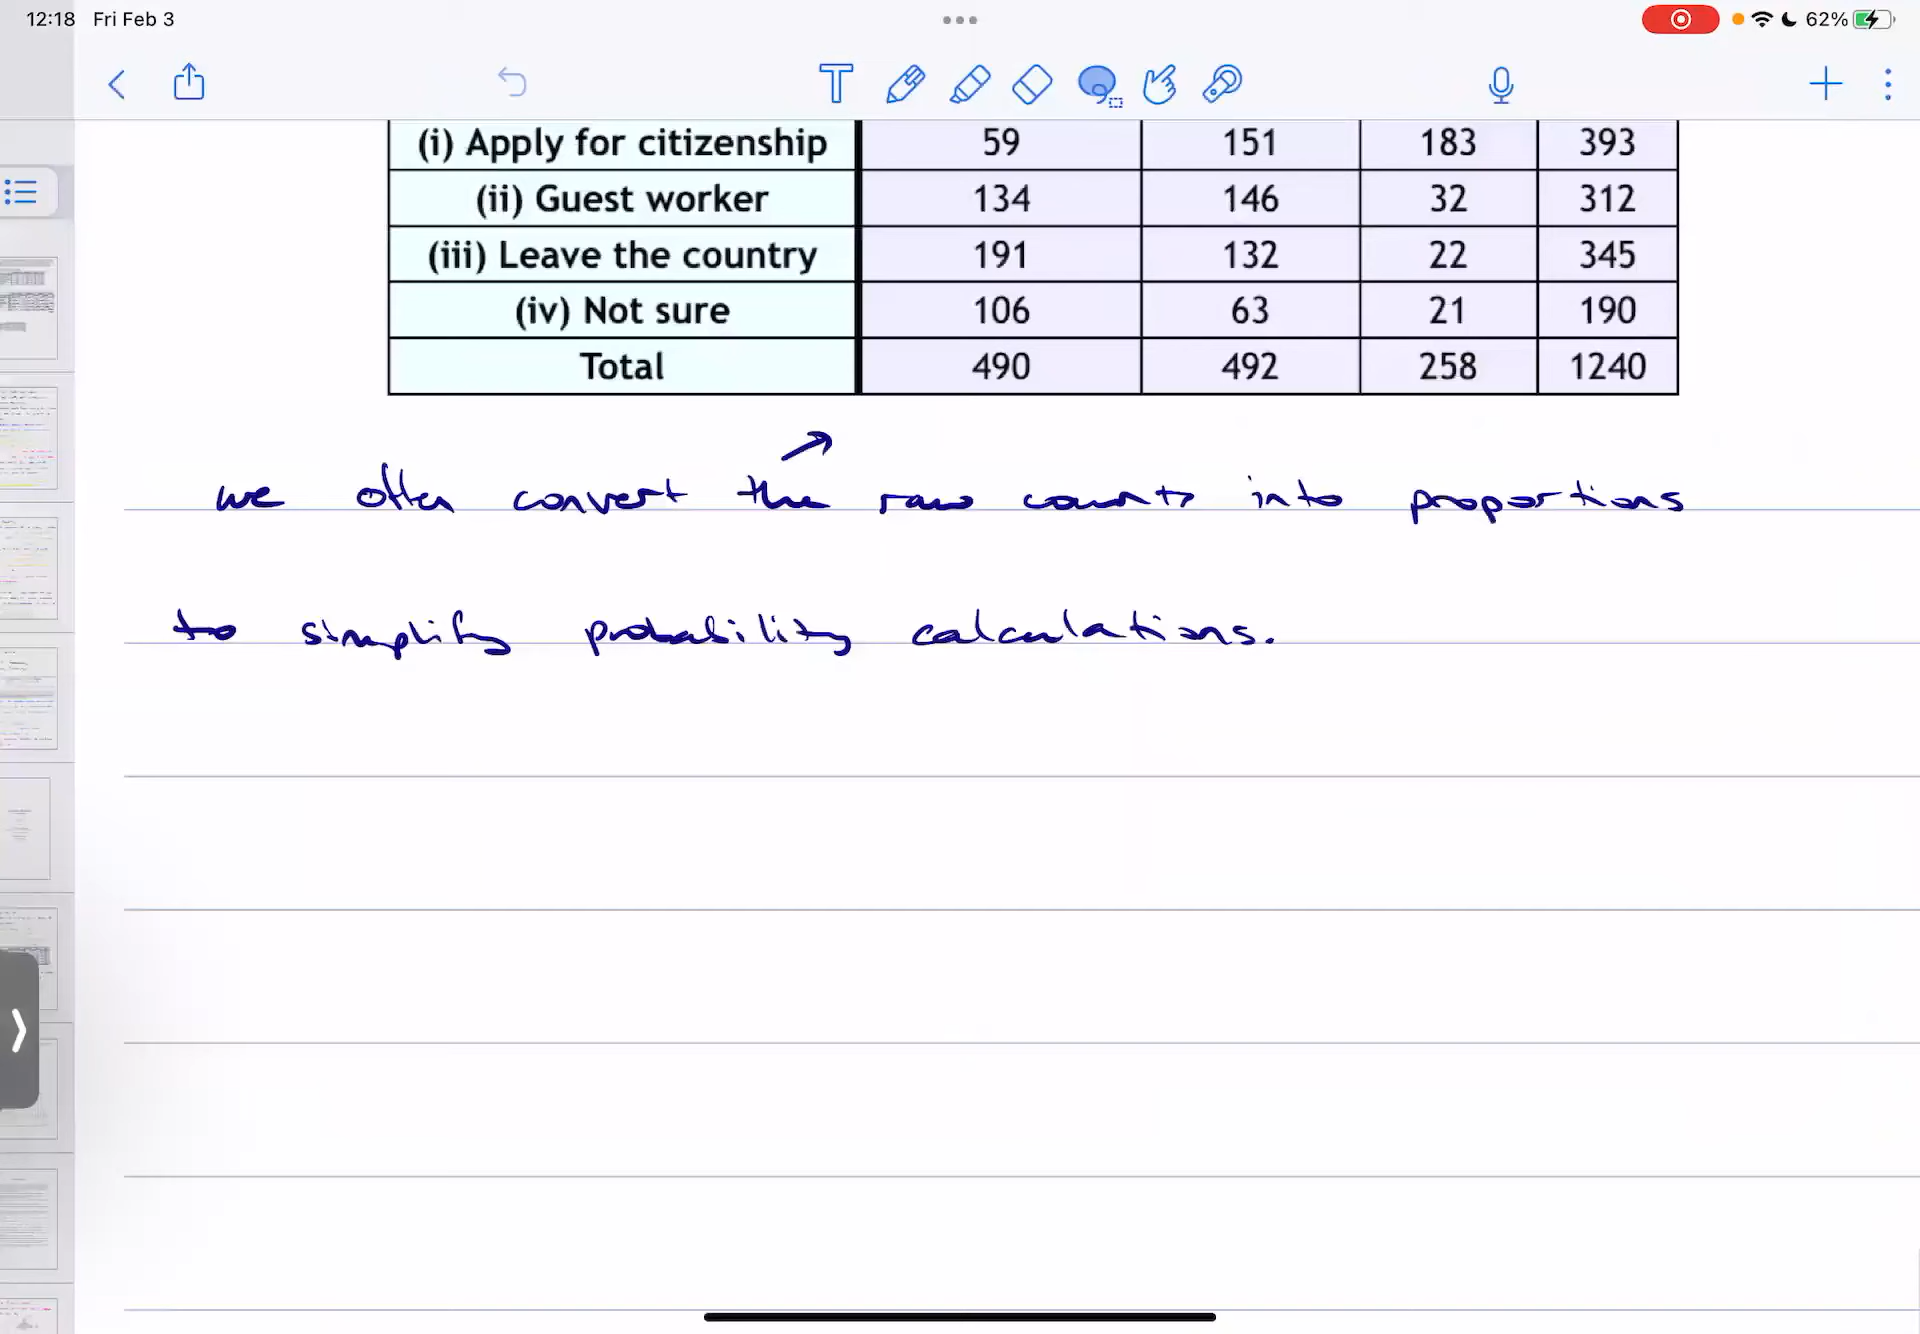 12:18 Fri Feb 3 62%
(i) Apply for citizenship 59 151 183 393
(ii) Guest worker 134 146 32 312
(iii) Leave the country 191 132 22 345
(iv) Not sure 106 63 21 190
Total 490 492 258 1240
we often convert the raw counts into proportions
to simplify probability calculations.